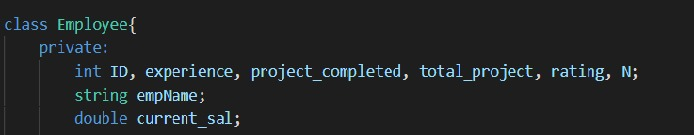 class Employee{
private:
int ID, experience, project_completed, total_project, rating, N;
string empName;
double current_sal;